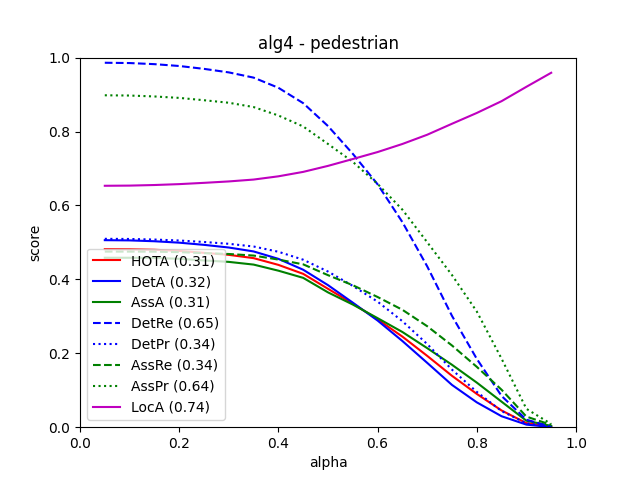 alg4 - pedestrian
1.0
0.8
0.6
0.4
0.2
0.0
score
HOTA (0.31)
DetA (0.32)
AssA (0.31)
DetRe (0.65)
DetPr (0.34)
AssRe (0.34)
AssPr (0.64)
LocA (0.74)
0.0 0.2 0.4 0.6 0.8 1.0
alpha